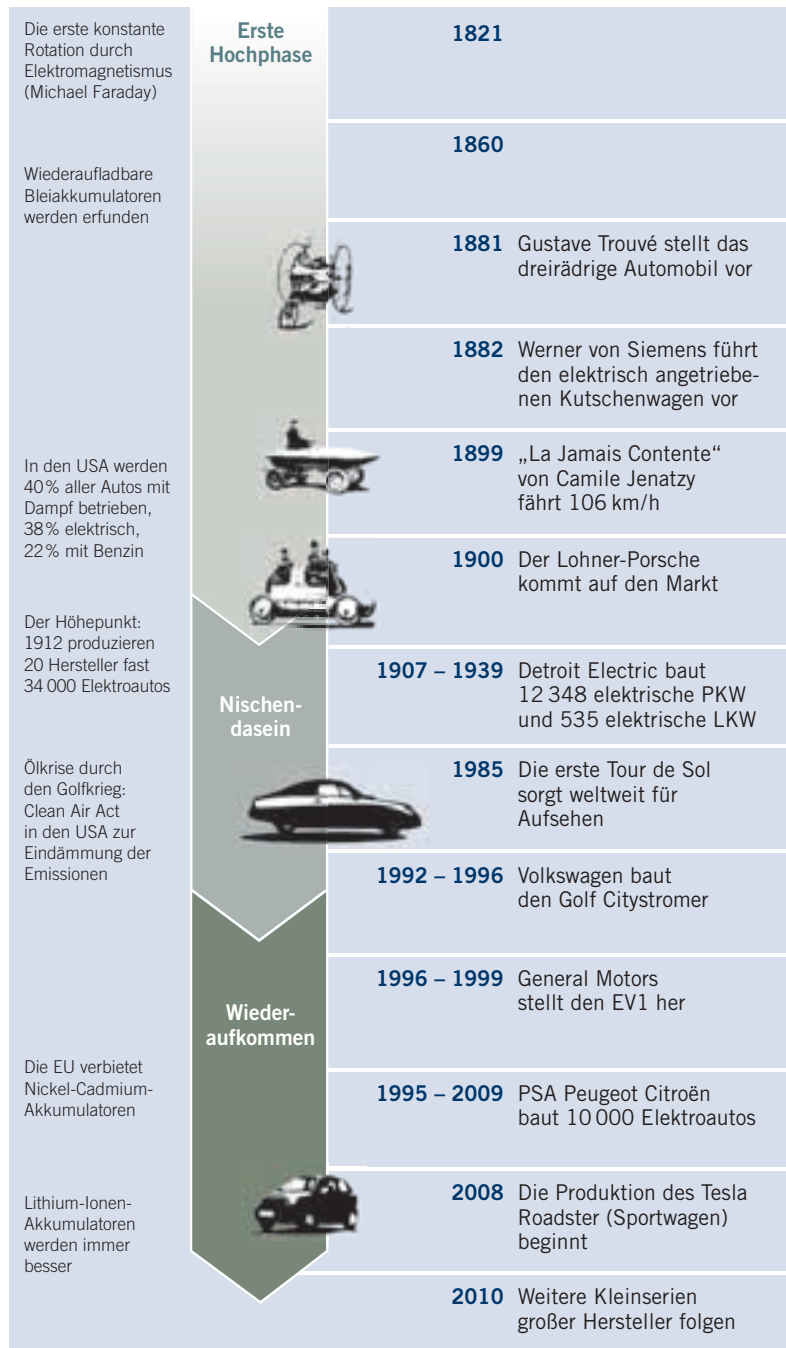 Die erste konstante
Rotation durch
Elektromagnetismus
(Michael Faraday)
Erste
Hochphase
1821
1860
Wiederaufladbare
Bleiakkumulatoren
werden erfunden
1881 Gustave Trouvé stellt das
dreirädrige Automobil vor
1882 Werner von Siemens führt
den elektrisch angetriebe-
nen Kutschenwagen vor
1899 „La Jamais Contente“
von Camile Jenatzy
fährt 106 km/h
In den USA werden
40 % aller Autos mit
Dampf betrieben,
38 % elektrisch,
22 % mit Benzin
1900 Der Lohner-Porsche
kommt auf den Markt
Der Höhepunkt:
1912 produzieren
20 Hersteller fast
34 000 Elektroautos
Nischen-
dasein
1907 – 1939 Detroit Electric baut
12 348 elektrische PKW
und 535 elektrische LKW
Ölkrise durch
den Golfkrieg:
Clean Air Act
in den USA zur
Eindämmung der
Emissionen
1985 Die erste Tour de Sol
sorgt weltweit für
Aufsehen
1992 – 1996 Volkswagen baut
den Golf Citystromer
Wieder-
aufkommen
1996 – 1999 General Motors
stellt den EV1 her
Die EU verbietet
Nickel-Cadmium-
Akkumulatoren
1995 – 2009 PSA Peugeot Citroën
baut 10 000 Elektroautos
Lithium-Ionen-
Akkumulatoren
werden immer
besser
2008 Die Produktion des Tesla
Roadster (Sportwagen)
beginnt
2010 Weitere Kleinserien
großer Hersteller folgen